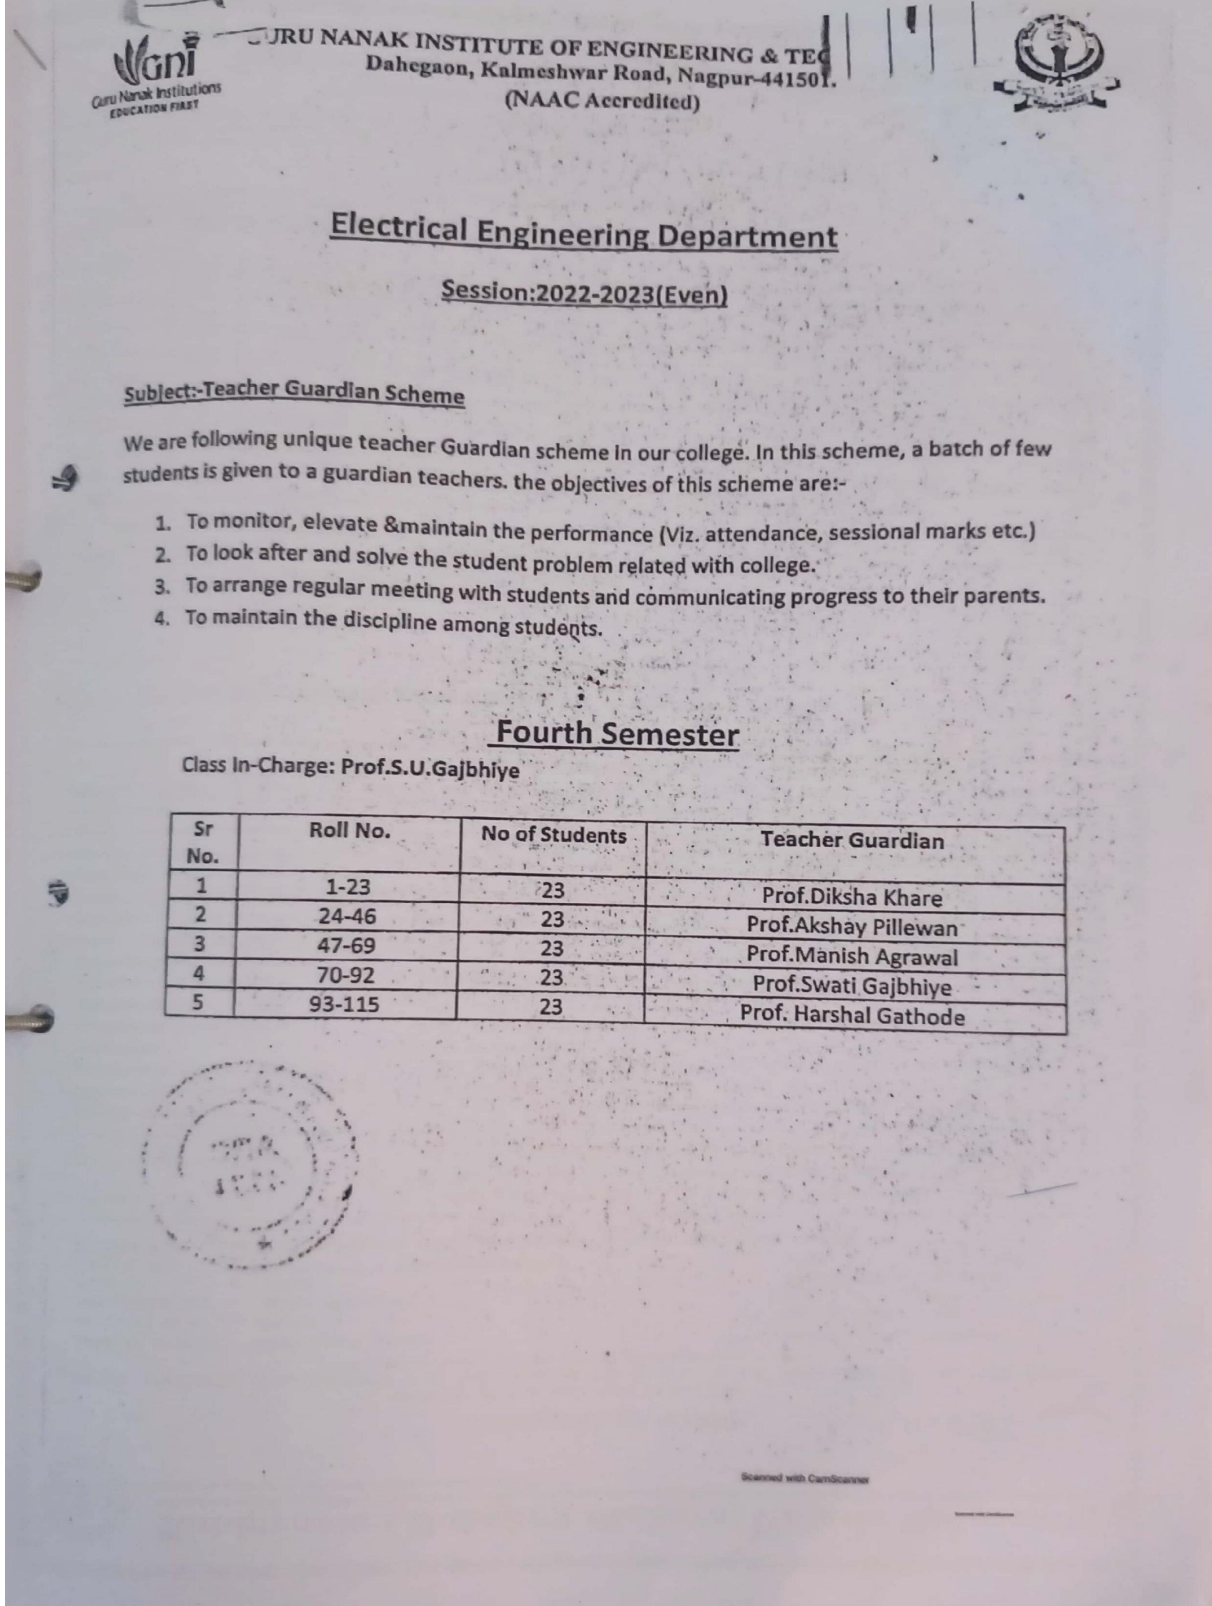 Gni
Guru Nanak Institutions
EDUCATION FIRST
URU NANAK INSTITUTE OF ENGINEERING & TEC
Dahegaon, Kalmeshwar Road, Nagpur-441501.
(NAAC Accredited)
Electrical Engineering Department
Session:2022-2023(Even)
Subject:-Teacher Guardian Scheme
We are following unique teacher Guardian scheme in our college. In this scheme, a batch of few
students is given to a guardian teachers. the objectives of this scheme are:-
1. To monitor, elevate &maintain the performance (Viz. attendance, sessional marks etc.)
2. To look after and solve the student problem related with college.
3. To arrange regular meeting with students and communicating progress to their parents.
4. To maintain the discipline among students.
Fourth Semester
Class In-Charge: Prof.S.U.Gajbhiye
Sr No. Roll No. No of Students Teacher Guardian
1 1-23 23 Prof.Diksha Khare
2 24-46 23 Prof.Akshay Pillewan
3 47-69 23 Prof.Manish Agrawal
4 70-92 23 Prof.Swati Gajbhiye
5 93-115 23 Prof. Harshal Gathode
Scanned with CamScanner